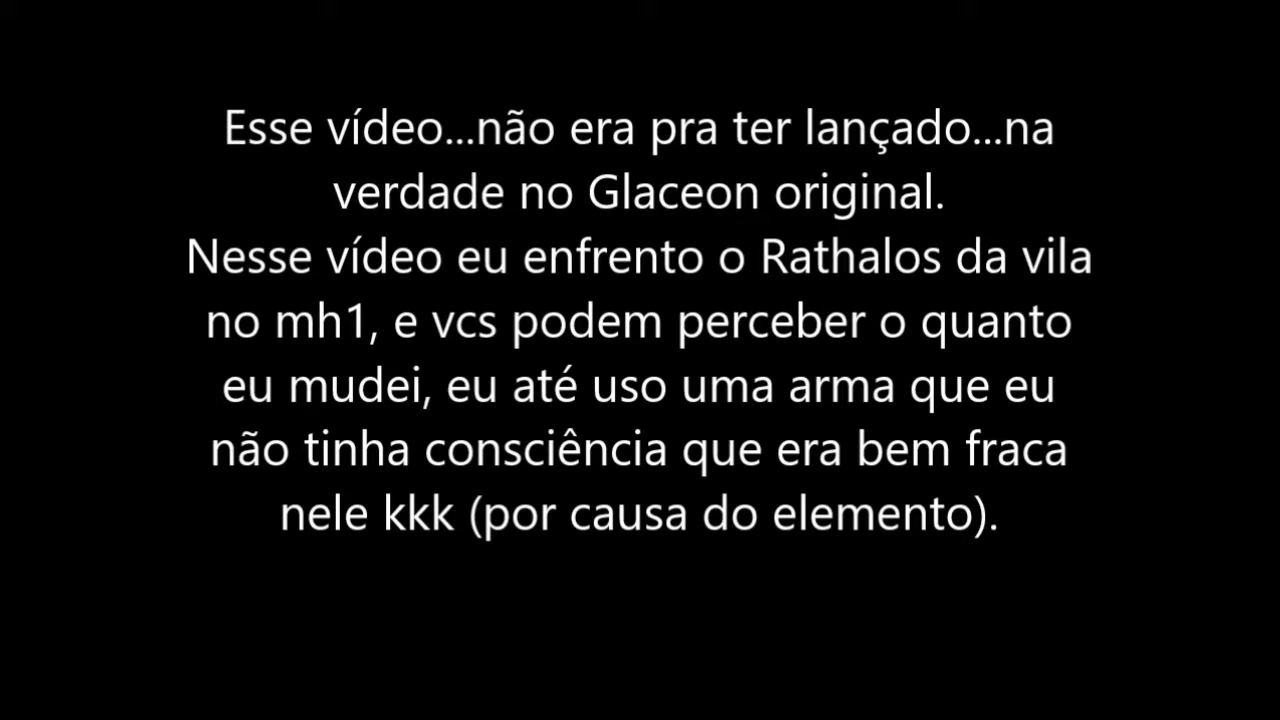 Esse vídeo...não era pra ter lançado...na
verdade no Glaceon original.
Nesse vídeo eu enfrento o Rathalos da vila
no mh1, e vcs podem perceber o quanto
eu mudei, eu até uso uma arma que eu
não tinha consciência que era bem fraca
nele kkk (por causa do elemento).